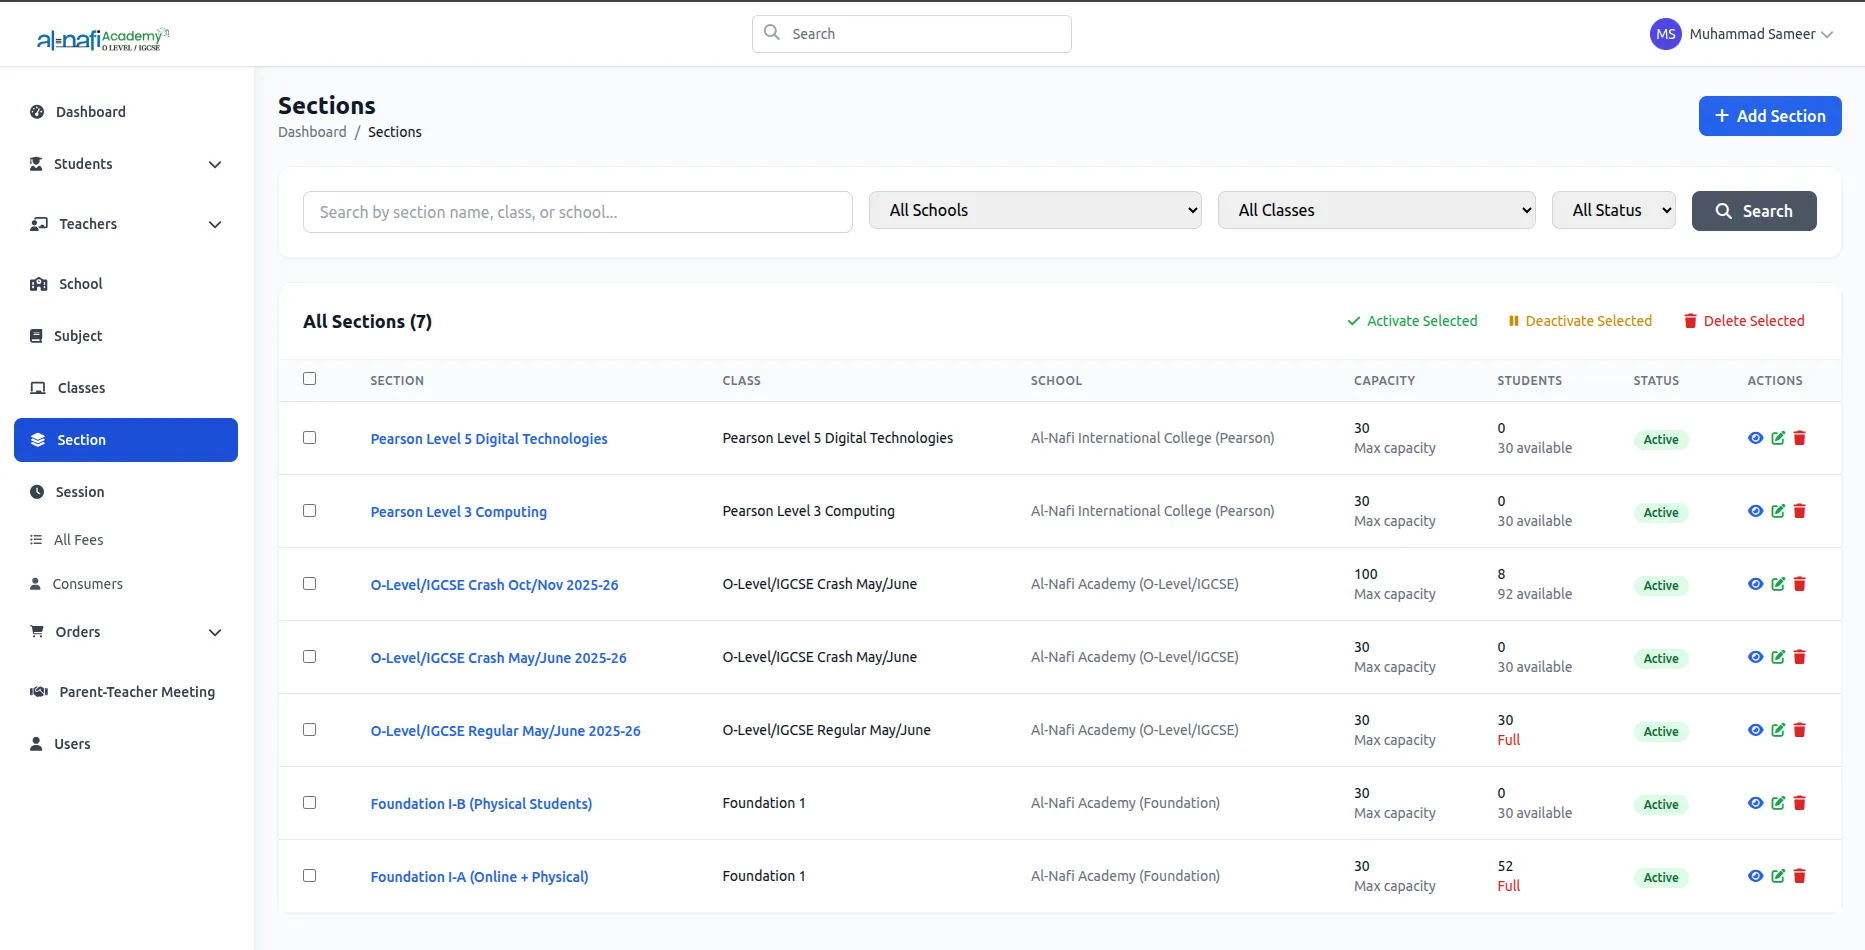 al-nafi Academy
O LEVEL / IGCSE
Search
MS Muhammad Sameer
Dashboard
Students
Teachers
School
Subject
Classes
Section
Session
All Fees
Consumers
Orders
Parent-Teacher Meeting
Users
Sections
Dashboard / Sections
+ Add Section
Search by section name, class, or school...
All Schools
All Classes
All Status
Search
All Sections (7)
Activate Selected
Deactivate Selected
Delete Selected
SECTION CLASS SCHOOL CAPACITY STUDENTS STATUS ACTIONS
Pearson Level 5 Digital Technologies Pearson Level 5 Digital Technologies Al-Nafi International College (Pearson) 30 0 Active
Max capacity 30 available
Pearson Level 3 Computing Pearson Level 3 Computing Al-Nafi International College (Pearson) 30 0 Active
Max capacity 30 available
O-Level/IGCSE Crash Oct/Nov 2025-26 O-Level/IGCSE Crash May/June Al-Nafi Academy (O-Level/IGCSE) 100 8 Active
Max capacity 92 available
O-Level/IGCSE Crash May/June 2025-26 O-Level/IGCSE Crash May/June Al-Nafi Academy (O-Level/IGCSE) 30 0 Active
Max capacity 30 available
O-Level/IGCSE Regular May/June 2025-26 O-Level/IGCSE Regular May/June Al-Nafi Academy (O-Level/IGCSE) 30 30 Active
Max capacity Full
Foundation I-B (Physical Students) Foundation 1 Al-Nafi Academy (Foundation) 30 0 Active
Max capacity 30 available
Foundation I-A (Online + Physical) Foundation 1 Al-Nafi Academy (Foundation) 30 52 Active
Max capacity Full